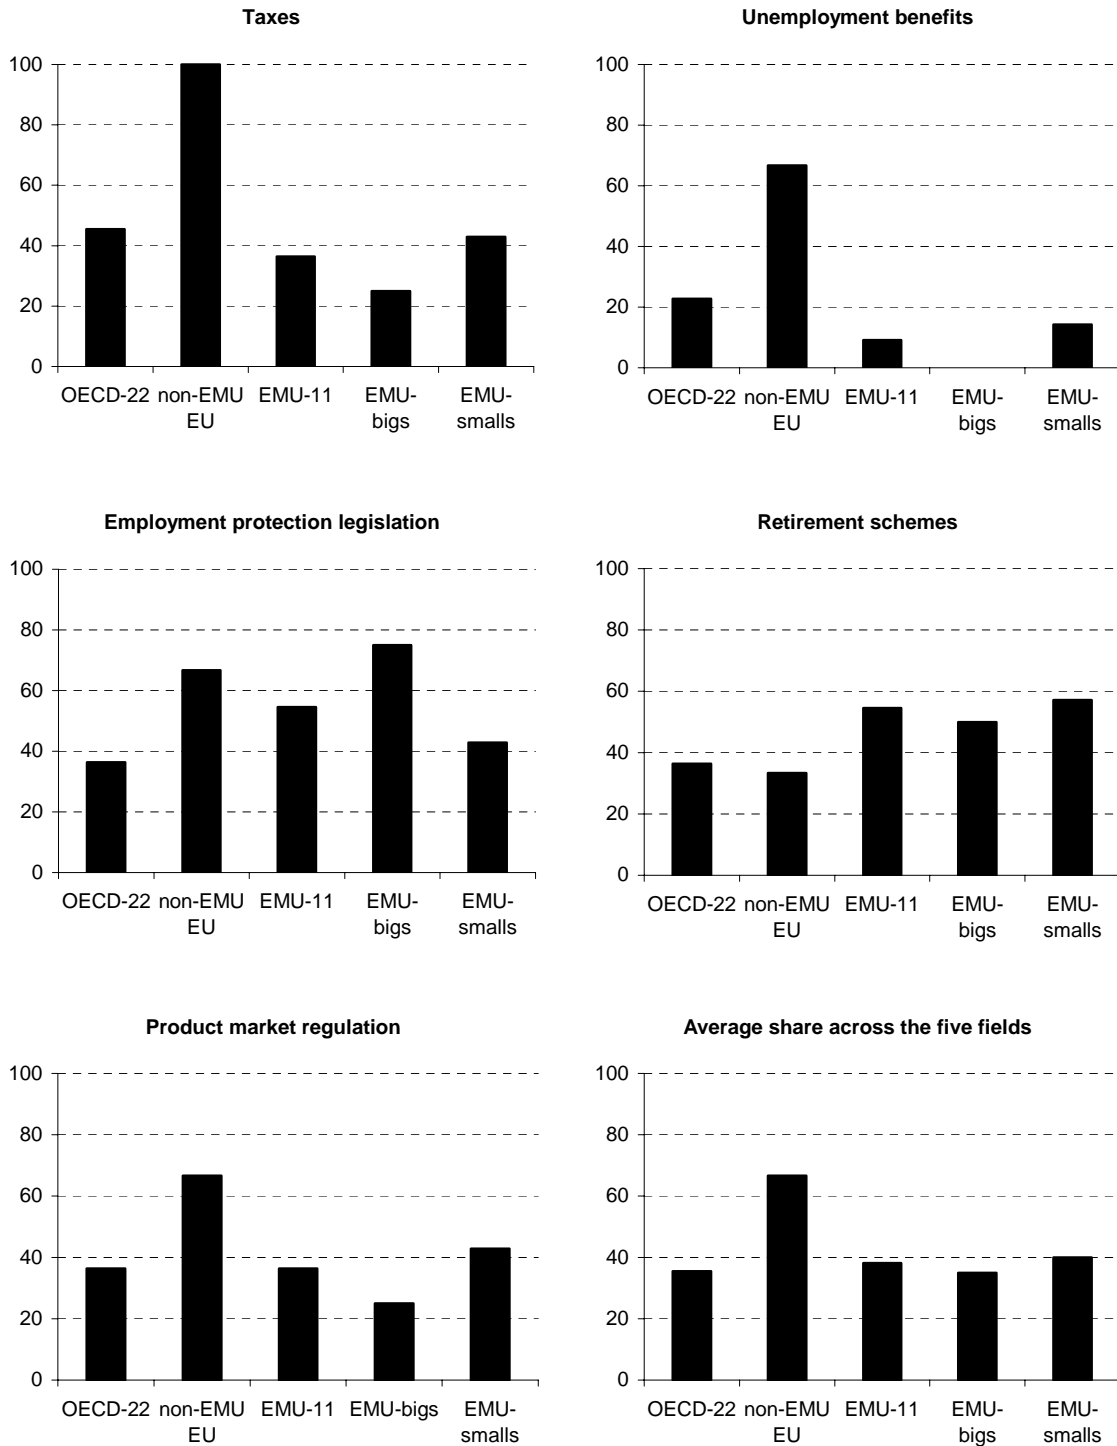 Taxes
100
80
60
40
20
0
OECD-22 non-EMU EMU-11 EMU- EMU-
EU bigs smalls
Unemployment benefits
100
80
60
40
20
0
OECD-22 non-EMU EMU-11 EMU- EMU-
EU bigs smalls
Employment protection legislation
100
80
60
40
20
0
OECD-22 non-EMU EMU-11 EMU- EMU-
EU bigs smalls
Retirement schemes
100
80
60
40
20
0
OECD-22 non-EMU EMU-11 EMU- EMU-
EU bigs smalls
Product market regulation
100
80
60
40
20
0
OECD-22 non-EMU EMU-11 EMU-bigs EMU-
EU smalls
Average share across the five fields
100
80
60
40
20
0
OECD-22 non-EMU EMU-11 EMU- EMU-
EU bigs smalls